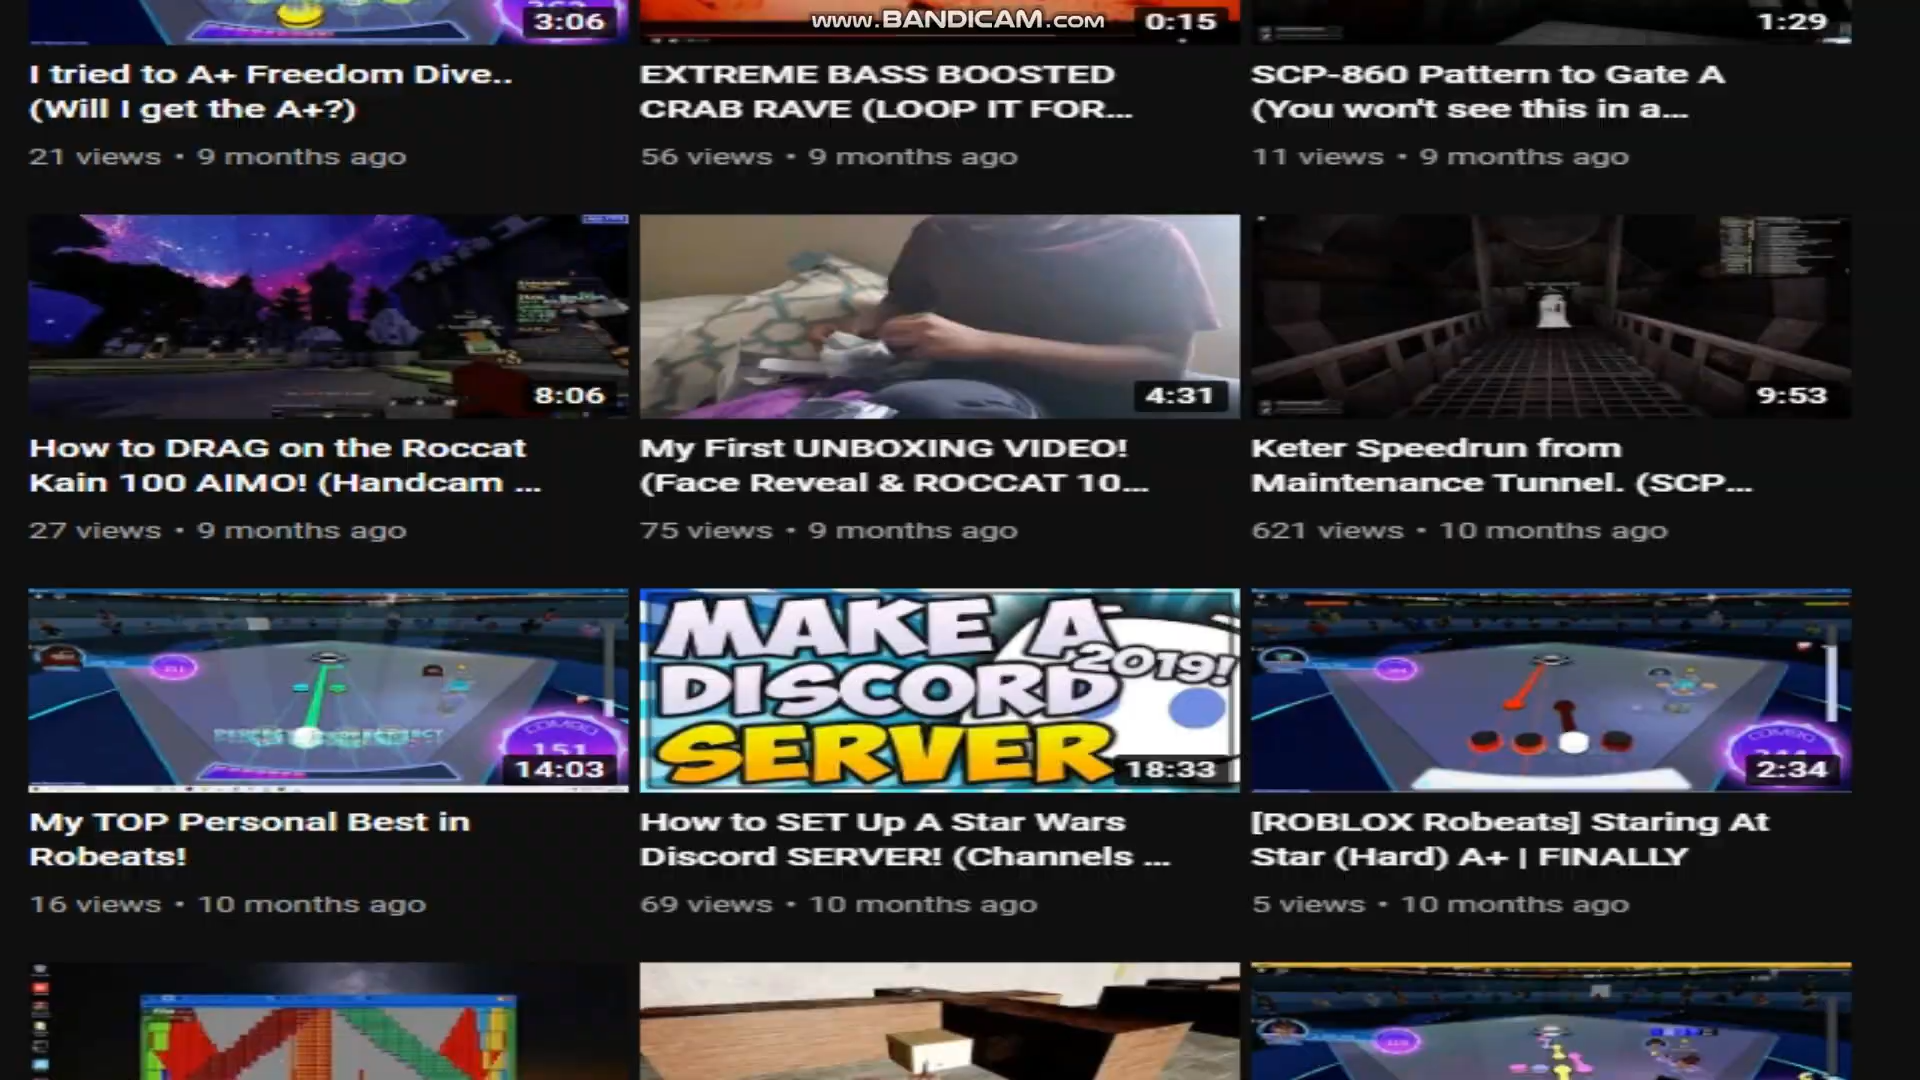 www.BANDICAM.com
3:06
0:15
1:29
I tried to A+ Freedom Dive..
(Will I get the A+?)
21 views • 9 months ago
EXTREME BASS BOOSTED
CRAB RAVE (LOOP IT FOR...
56 views • 9 months ago
SCP-860 Pattern to Gate A
(You won't see this in a...
11 views • 9 months ago
8:06
4:31
9:53
How to DRAG on the Roccat
Kain 100 AIMO! (Handcam ...
27 views • 9 months ago
My First UNBOXING VIDEO!
(Face Reveal & ROCCAT 10...
75 views • 9 months ago
Keter Speedrun from
Maintenance Tunnel. (SCP...
621 views • 10 months ago
COMBO
151
14:03
MAKE A
2019!
DISCORD
SERVER
18:33
COMBO
2:34
My TOP Personal Best in
Robeats!
16 views • 10 months ago
How to SET Up A Star Wars
Discord SERVER! (Channels ...
69 views • 10 months ago
[ROBLOX Robeats] Staring At
Star (Hard) A+ | FINALLY
5 views • 10 months ago